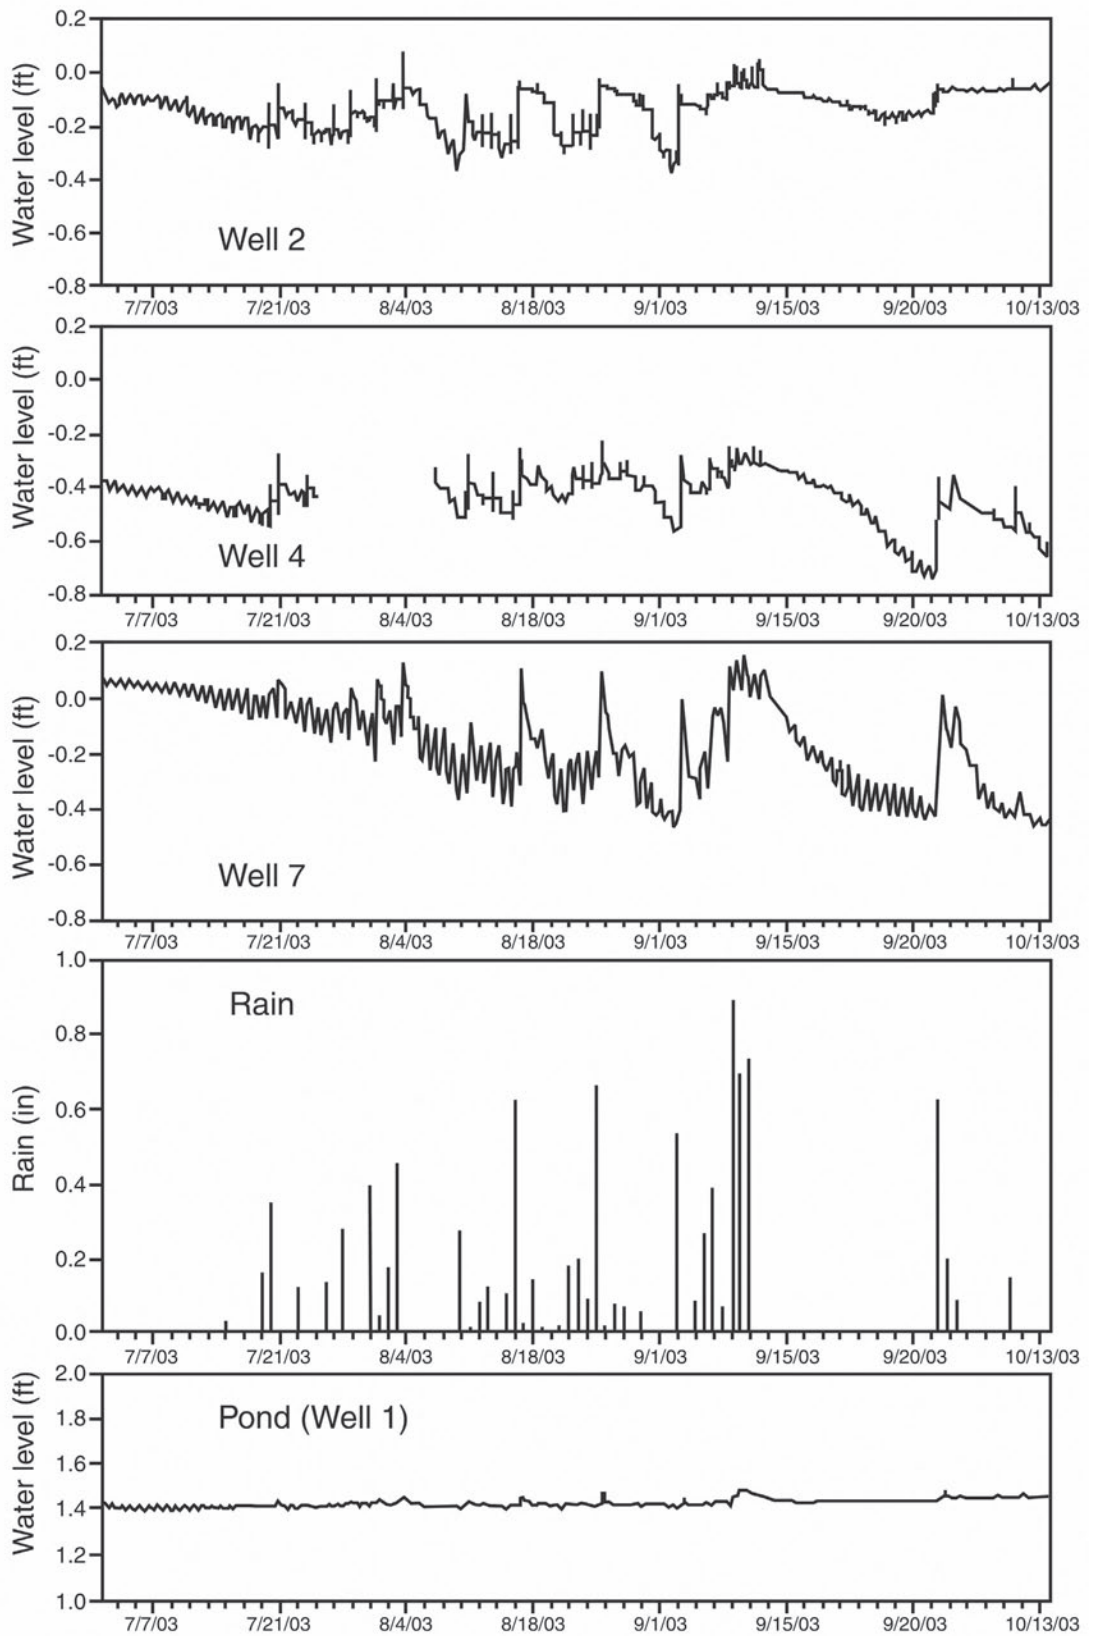 0.2
0.0
-0.2
-0.4
-0.6
-0.8
Water level (ft)
Well 2
7/7/03 7/21/03 8/4/03 8/18/03 9/1/03 9/15/03 9/20/03 10/13/03
0.2
0.0
-0.2
-0.4
-0.6
-0.8
Water level (ft)
Well 4
7/7/03 7/21/03 8/4/03 8/18/03 9/1/03 9/15/03 9/20/03 10/13/03
0.2
0.0
-0.2
-0.4
-0.6
-0.8
Water level (ft)
Well 7
7/7/03 7/21/03 8/4/03 8/18/03 9/1/03 9/15/03 9/20/03 10/13/03
1.0
0.8
0.6
0.4
0.2
0.0
Rain (in)
Rain
7/7/03 7/21/03 8/4/03 8/18/03 9/1/03 9/15/03 9/20/03 10/13/03
2.0
1.8
1.6
1.4
1.2
1.0
Water level (ft)
Pond (Well 1)
7/7/03 7/21/03 8/4/03 8/18/03 9/1/03 9/15/03 9/20/03 10/13/03